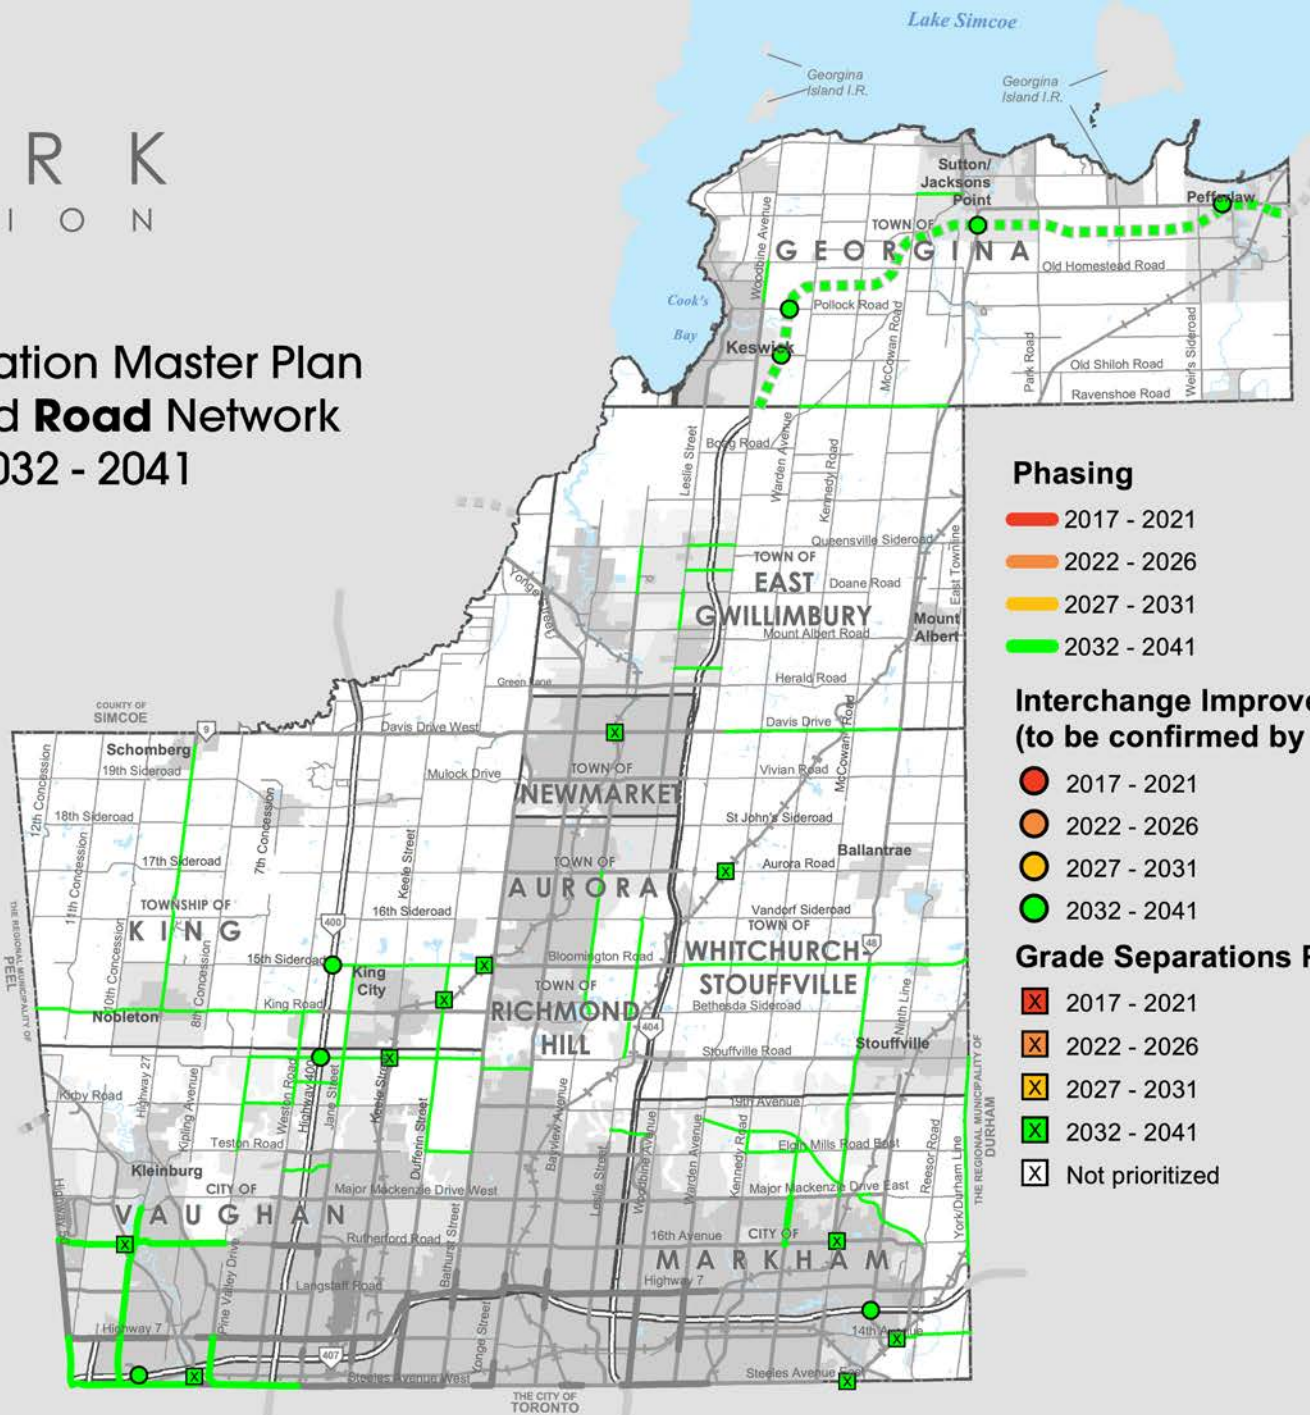 Lake Simcoe
Georgina
Island I.R.
Georgina
Island I.R.
R K
I O N
Sutton/
Jacksons
Point
Pefferlaw
Woodbine Avenue
TOWN OF
GEORGINA
Old Homestead Road
Cook's
Bay
Pollock Road
McCowan Road
Keswick
Park Road
Old Shiloh Road
Weir's Sideroad
Ravenshoe Road
ation Master Plan
d Road Network
032 - 2041
Leslie Street
Boag Road
Warden Avenue
Kennedy Road
Queensville Sideroad
TOWN OF
EAST
GWILLIMBURY
Doane Road
East Townline
Mount
Albert
Mount Albert Road
Yonge Street
Green Lane
Herald Road
Phasing
2017 - 2021
2022 - 2026
2027 - 2031
2032 - 2041
Interchange Improve
(to be confirmed by
2017 - 2021
2022 - 2026
2027 - 2031
2032 - 2041
Grade Separations
X 2017 - 2021
X 2022 - 2026
X 2027 - 2031
X 2032 - 2041
X Not prioritized
COUNTY OF
SIMCOE
9
Davis Drive West
X
Davis Drive
Schomberg
19th Sideroad
Mulock Drive
TOWN OF
NEWMARKET
Vivian Road
McCowan Road
12th Concession
18th Sideroad
7th Concession
St John's Sideroad
17th Sideroad
Keele Street
TOWN OF
AURORA
X
Aurora Road
Ballantrae
11th Concession
TOWNSHIP OF
KING
16th Sideroad
Vandorf Sideroad
400
THE REGIONAL MUNICIPALITY OF
PEEL
10th Concession
8th Concession
15th Sideroad
King
City
X
Bloomington Road
TOWN OF
WHITCHURCH-
STOUFFVILLE
48
King Road
X
TOWN OF
RICHMOND
HILL
Bethesda Sideroad
Ninth Line
Nobleton
404
Stouffville Road
Stouffville
Highway 27
Weston Road
Highway 400
Jane Street
X
Keele Street
Kirby Road
Kipling Avenue
Dufferin Street
Bayview Avenue
19th Avenue
THE REGIONAL MUNICIPALITY OF
DURHAM
Teston Road
Leslie Street
Woodbine Avenue
Warden Avenue
Kennedy Road
Elgin Mills Road East
Reesor Road
York/Durham Line
Kleinburg
CITY OF
VAUGHAN
Major Mackenzie Drive West
Major Mackenzie Drive East
X
Pine Valley Drive
Rutherford Road
Bathurst Street
16th Avenue
CITY OF
MARKHAM
X
Langstaff Road
Highway 7
Highway 7
Yonge Street
14th Avenue
X
407
X
Steeles Avenue West
Steeles Avenue East
X
THE CITY OF
TORONTO